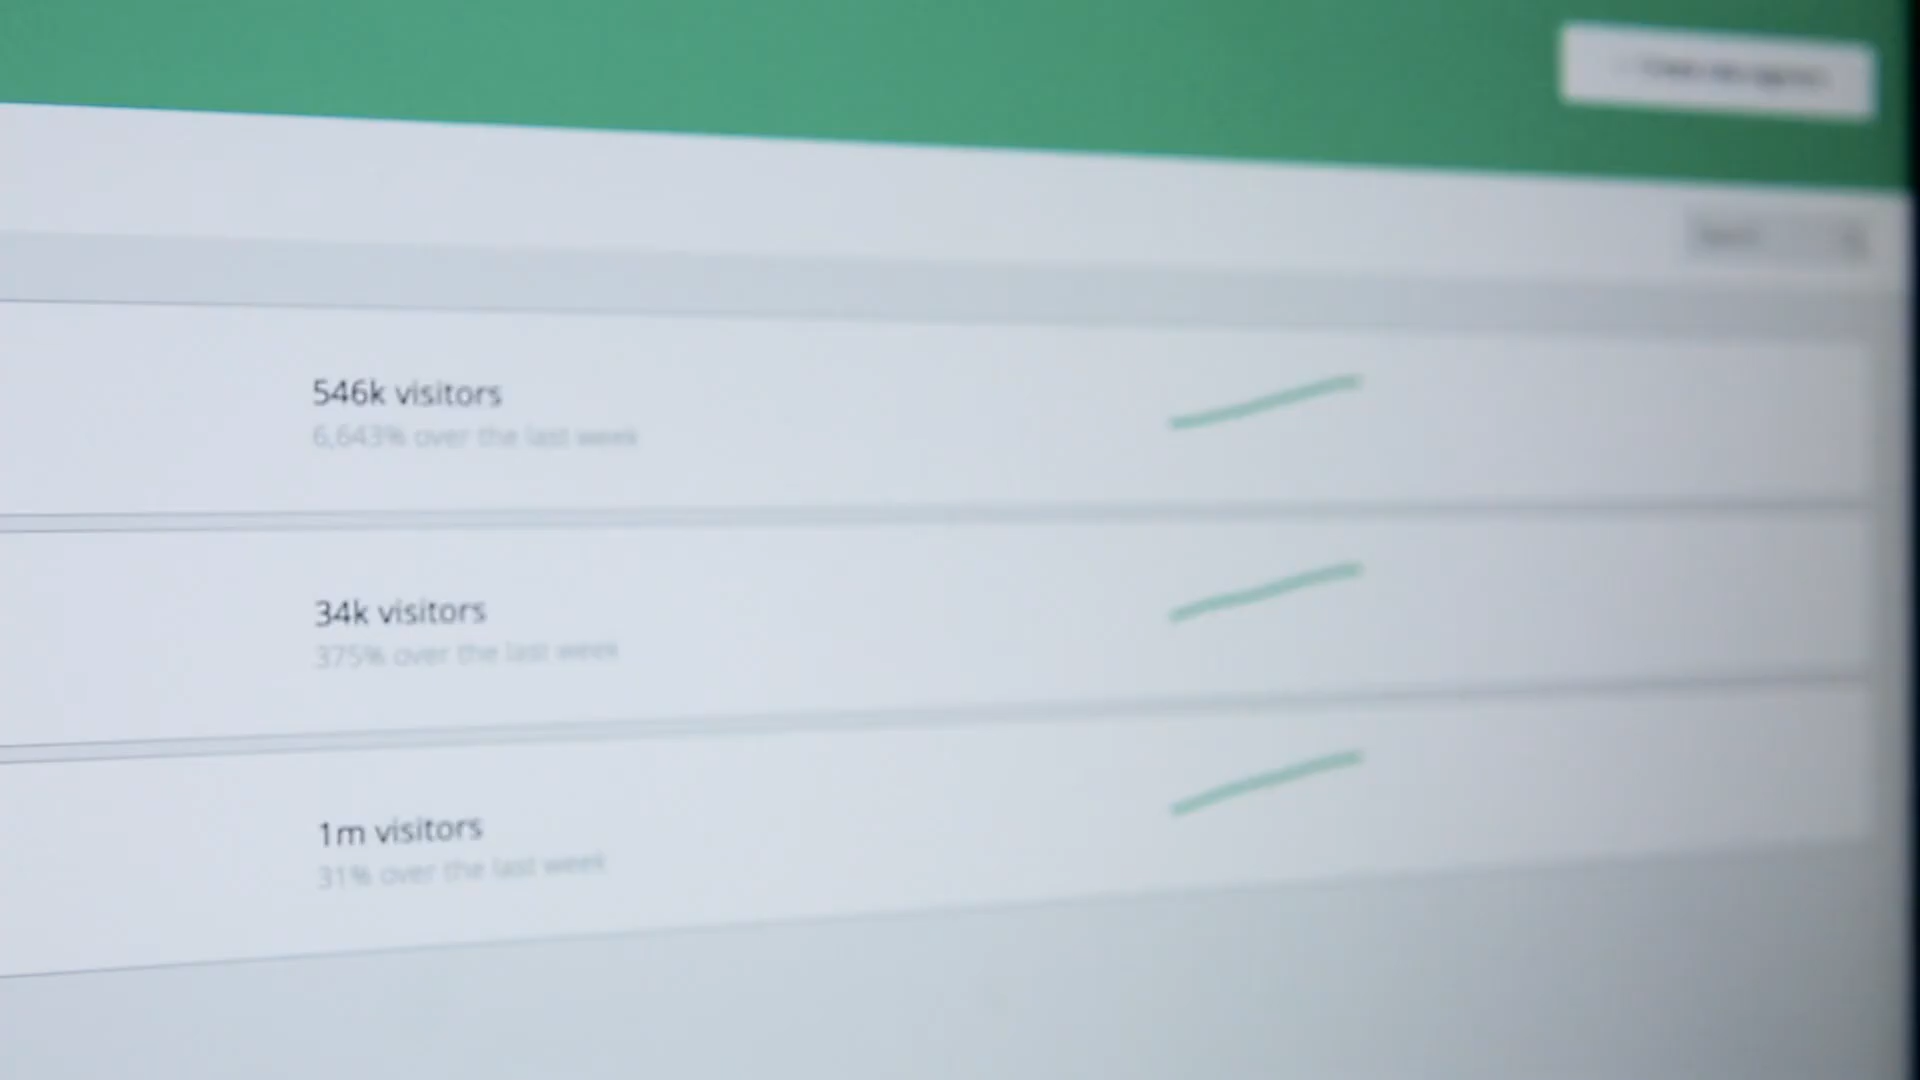 546k visitors
6,643% over the last week
34k visitors
375% over the last week
1m visitors
31% over the last week